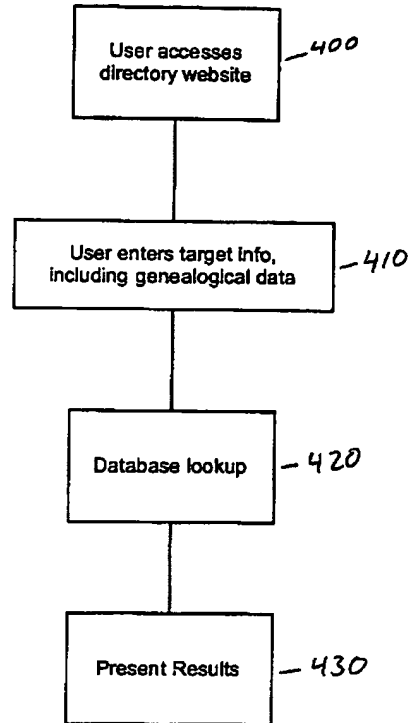 User accesses
directory website
400
User enters target info,
including genealogical data
410
Database lookup
420
Present Results
430